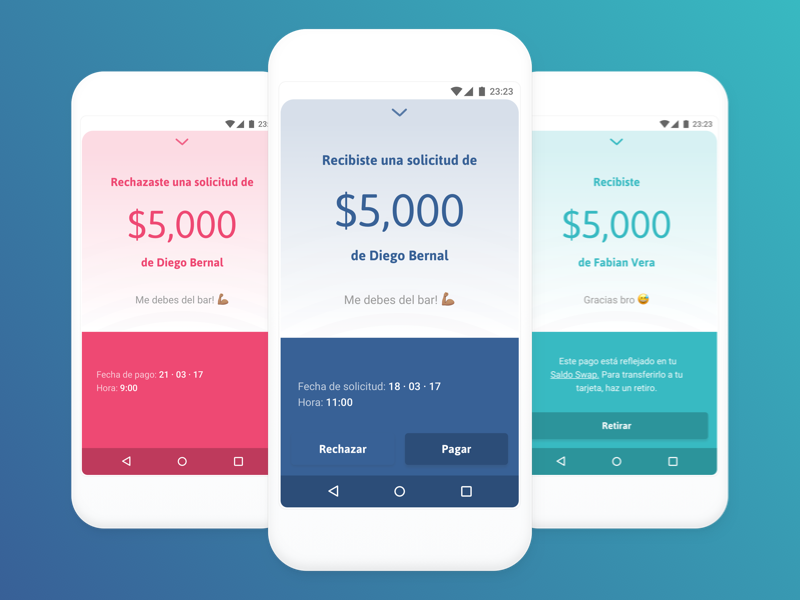 23:
Rechazaste una solicitud de
$5,000
de Diego Bernal
Me debes del bar! 💪🏽
Fecha de pago: 21 · 03 · 17
Hora: 9:00
23:23
Recibiste una solicitud de
$5,000
de Diego Bernal
Me debes del bar! 💪🏽
Fecha de solicitud: 18 · 03 · 17
Hora: 11:00
Rechazar Pagar
23:23
Recibiste
$5,000
de Fabian Vera
Gracias bro 😅
Este pago está reflejado en tu
Saldo Swap. Para transferirlo a tu
tarjeta, haz un retiro.
Retirar